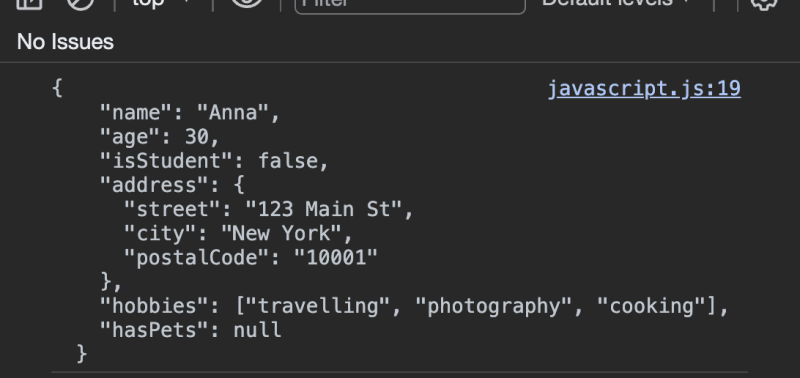 top
Filter
Default levels
No Issues
{ javascript.js:19
"name": "Anna",
"age": 30,
"isStudent": false,
"address": {
"street": "123 Main St",
"city": "New York",
"postalCode": "10001"
},
"hobbies": ["travelling", "photography", "cooking"],
"hasPets": null
}